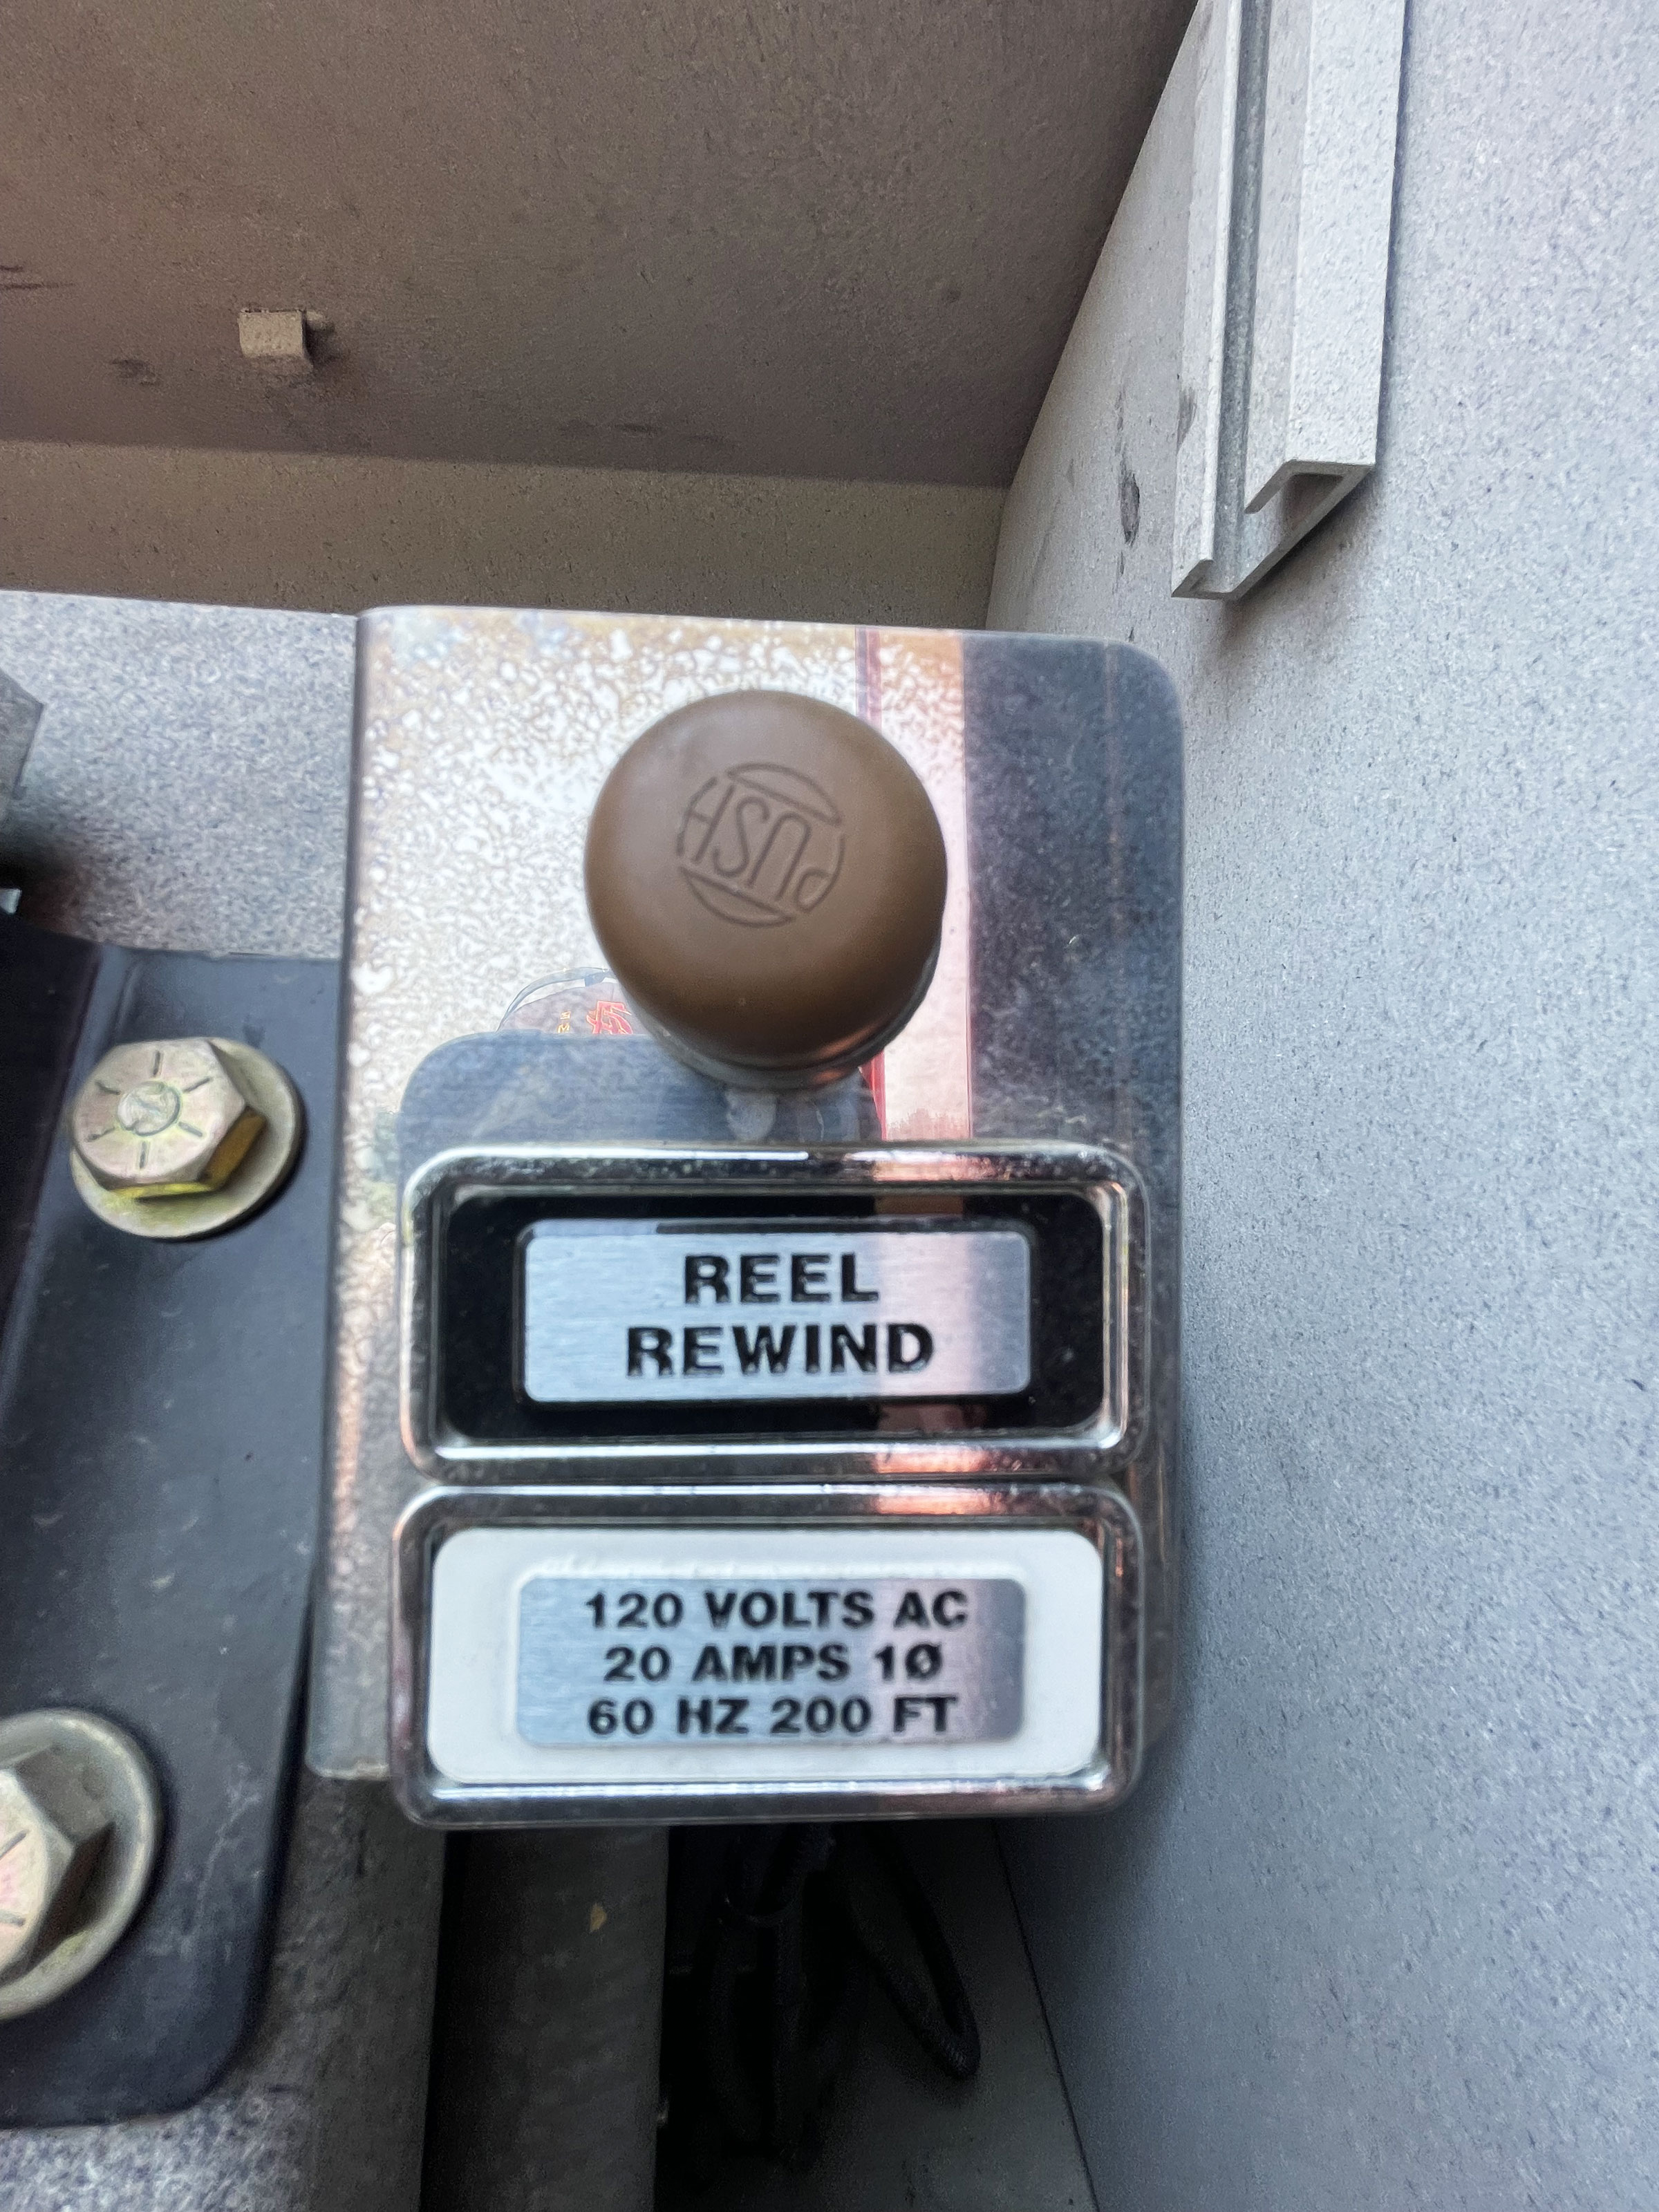 PUSH
REEL
REWIND
120 VOLTS AC
20 AMPS 1Ø
60 HZ 200 FT